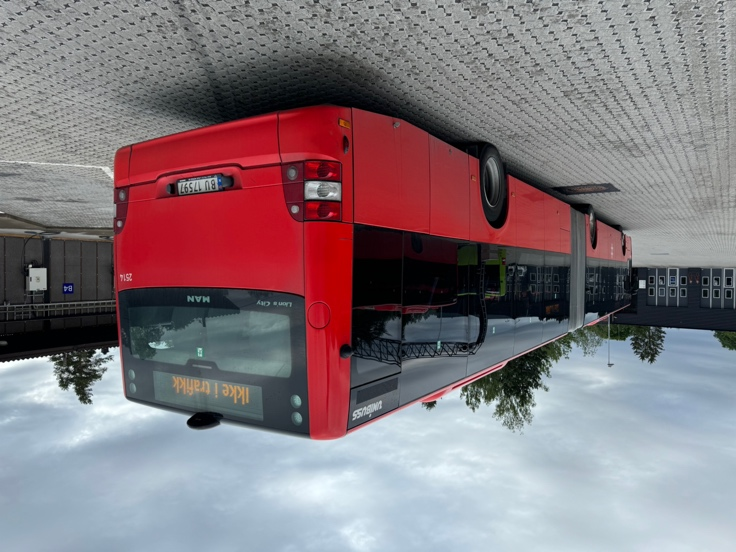 UNIBUSS
Ikke i trafikk
MAN
Lion's City
2514
BU 17597
B4